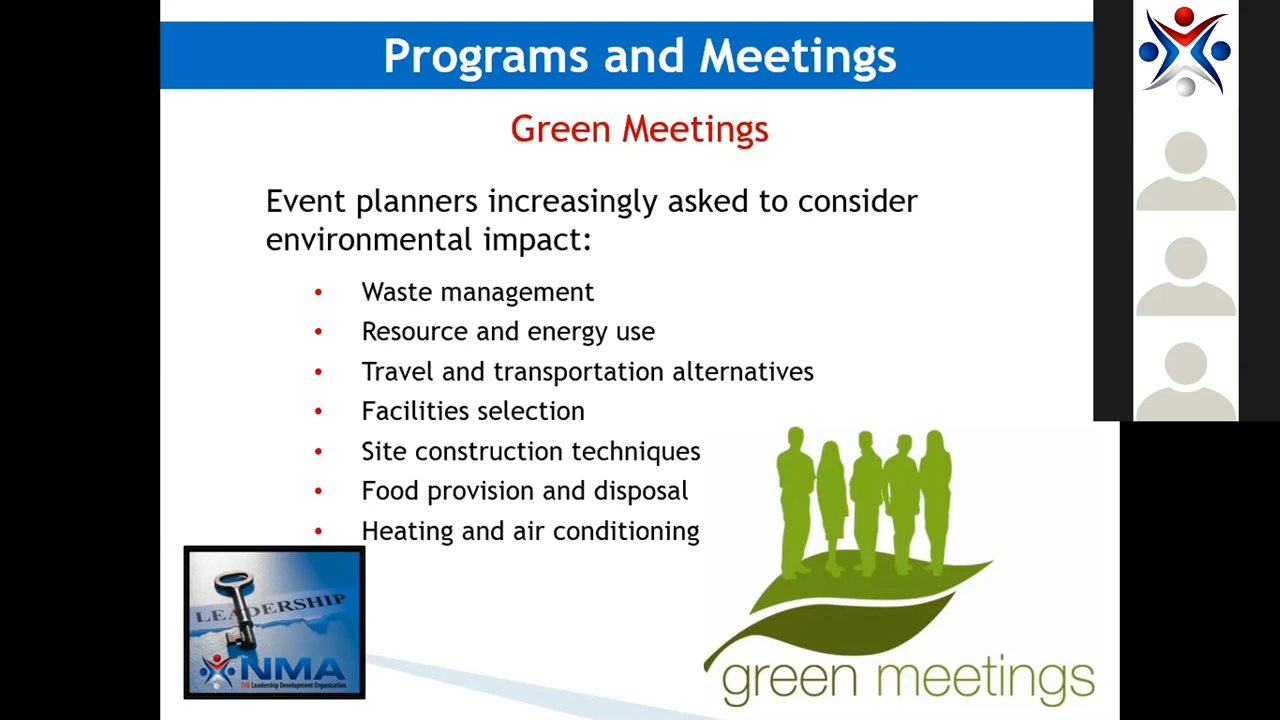 Programs and Meetings
Green Meetings
Event planners increasingly asked to consider
environmental impact:
• Waste management
• Resource and energy use
• Travel and transportation alternatives
• Facilities selection
• Site construction techniques
• Food provision and disposal
• Heating and air conditioning
LEADERSHIP
NMA
THE Leadership Development Organization
green meetings